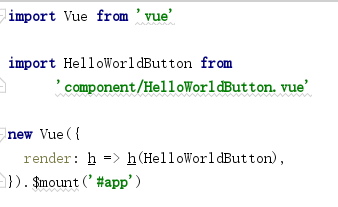 import Vue from 'vue'
import HelloWorldButton from
'component/HelloWorldButton.vue'
new Vue({
render: h => h(HelloWorldButton),
}).$mount('#app')